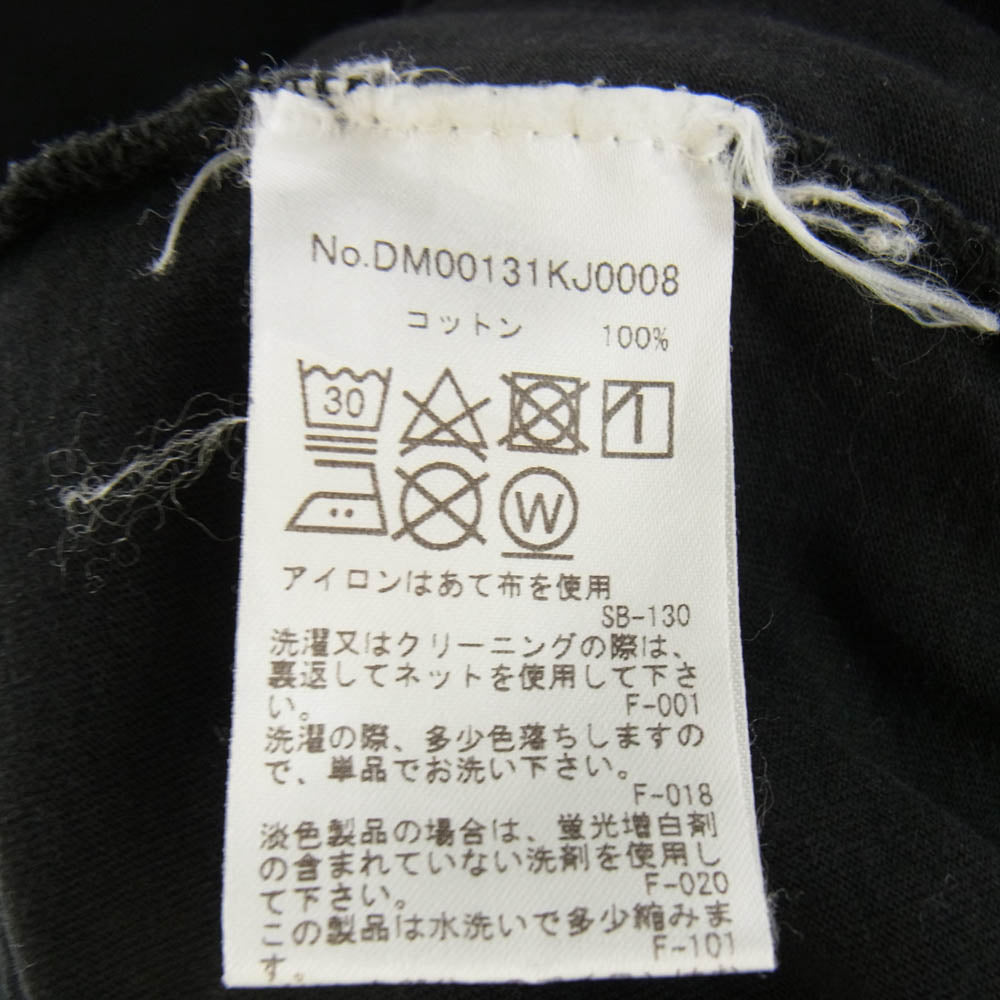 No.DM00131KJ0008
コットン 100%
30
W
アイロンはあて布を使用
SB-130
洗濯又はクリーニングの際は、
裏返してネットを使用して下さ
い。 F-001
洗濯の際、多少色落ちしますの
で、単品でお洗い下さい。
F-018
淡色製品の場合は、蛍光増白剤
の含まれていない洗剤を使用し
て下さい。 F-020
この製品は水洗いで多少縮みま
す。 F-101